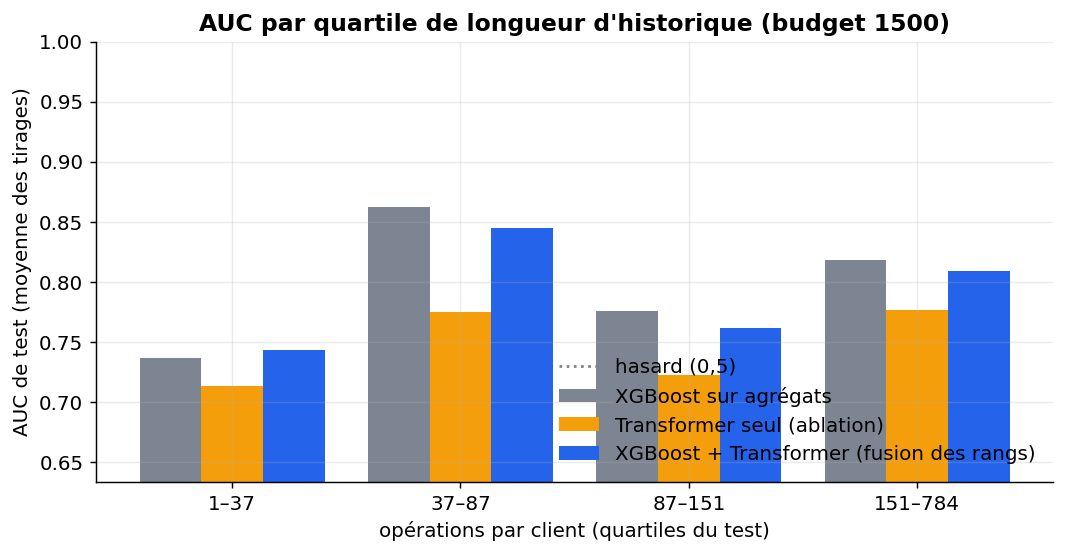 AUC par quartile de longueur d'historique (budget 1500)
AUC de test (moyenne des tirages)
1.00
0.95
0.90
0.85
0.80
0.75
0.70
0.65
hasard (0,5)
XGBoost sur agrégats
Transformer seul (ablation)
XGBoost + Transformer (fusion des rangs)
1–37
37–87
87–151
151–784
opérations par client (quartiles du test)